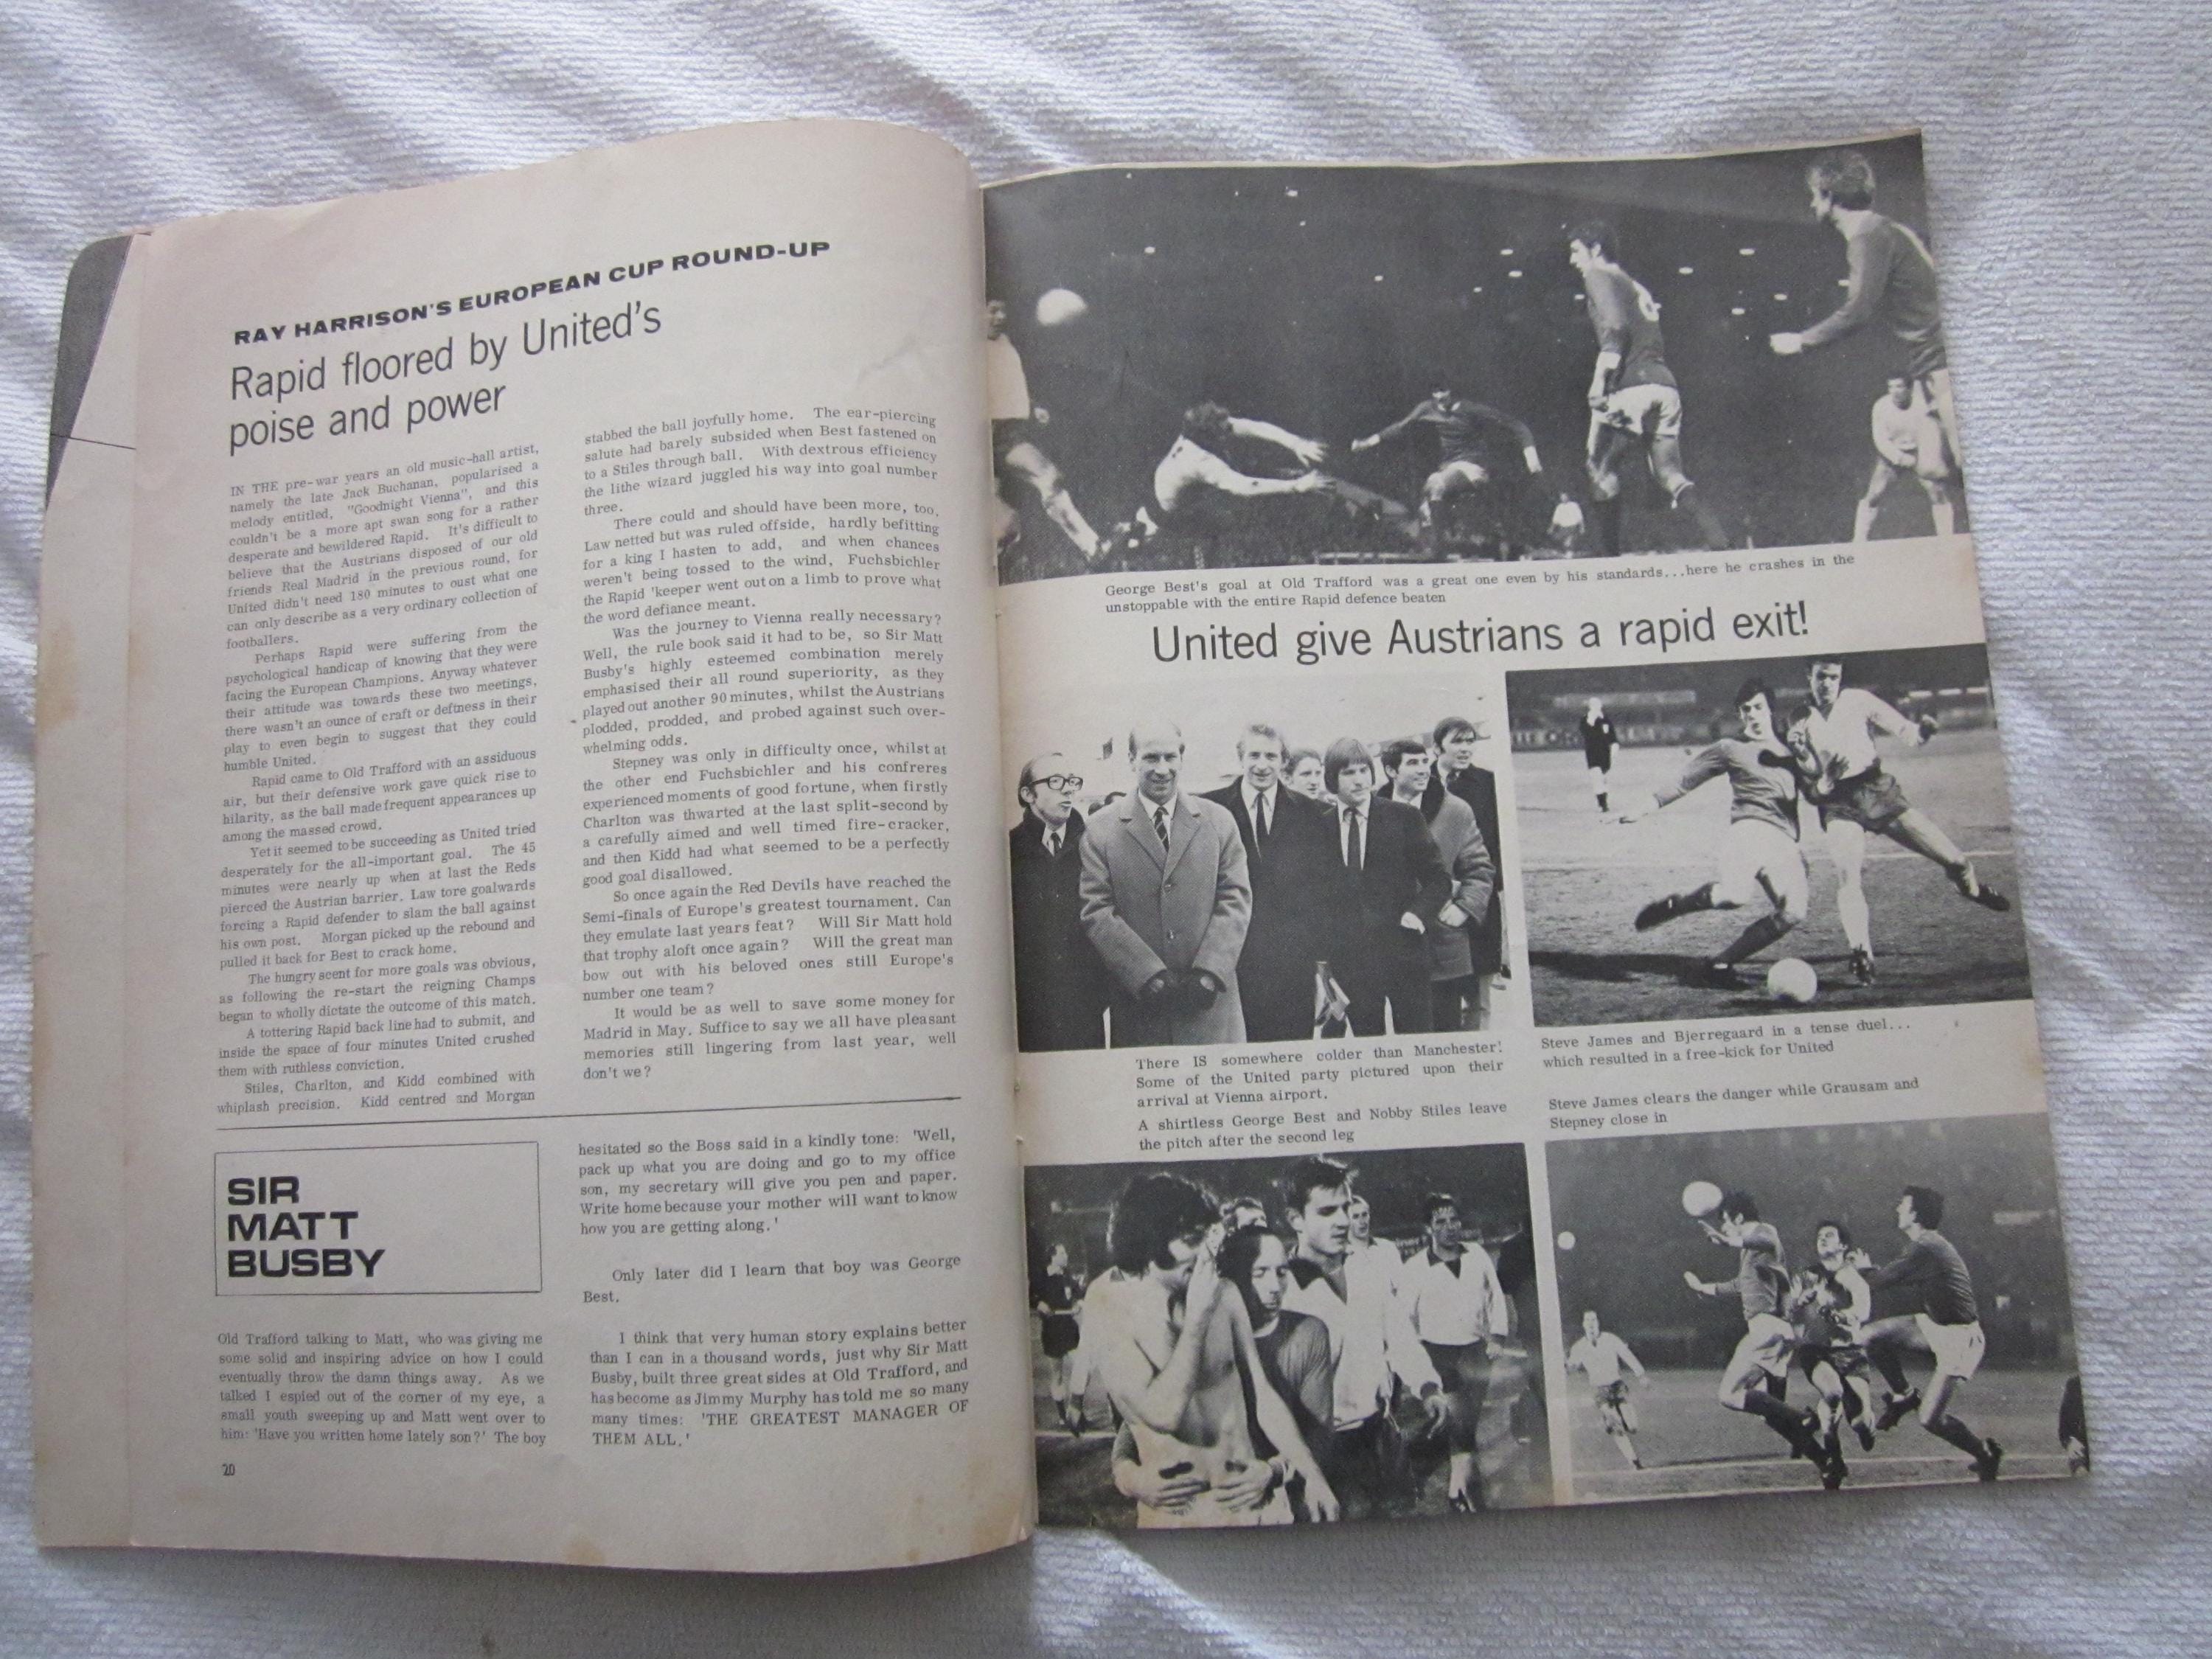 RAY HARRISON'S EUROPEAN CUP ROUND-UP
Rapid floored by United's
poise and power
IN THE pre-war years an old music-hall artist,
namely the late Jack Buchanan, popularised a
melody entitled, "Goodnight Vienna", and this
couldn't be a more apt swan song for a rather
desperate and bewildered Rapid. It's difficult to
believe that the Austrians disposed of our old
friends Real Madrid in the previous round, for
United didn't need 180 minutes to oust what one
can only describe as a very ordinary collection of
footballers.
Perhaps Rapid were suffering from the
psychological handicap of knowing that they were
facing the European Champions. Anyway whatever
their attitude was towards these two meetings,
there wasn't an ounce of craft or deftness in their
play to even begin to suggest that they could
humble United.
Rapid came to Old Trafford with an assiduous
air, but their defensive work gave quick rise to
hilarity, as the ball made frequent appearances up
among the massed crowd.
Yet it seemed to be succeeding as United tried
desperately for the all-important goal. The 45
minutes were nearly up when at last the Reds
pierced the Austrian barrier. Law tore goalwards
forcing a Rapid defender to slam the ball against
his own post. Morgan picked up the rebound and
pulled it back for Best to crack home.
The hungry scent for more goals was obvious,
as following the re-start the reigning Champs
began to wholly dictate the outcome of this match.
A tottering Rapid back line had to submit, and
inside the space of four minutes United crushed
them with ruthless conviction.
Stiles, Charlton, and Kidd combined with
whiplash precision. Kidd centred and Morgan
stabbed the ball joyfully home. The ear-piercing
salute had barely subsided when Best fastened on
to a Stiles through ball. With dextrous efficiency
the lithe wizard juggled his way into goal number
three.
There could and should have been more, too.
Law netted but was ruled offside, hardly befitting
for a king I hasten to add, and when chances
weren't being tossed to the wind, Fuchsbichler
the Rapid 'keeper went out on a limb to prove what
the word defiance meant.
Was the journey to Vienna really necessary?
Well, the rule book said it had to be, so Sir Matt
Busby's highly esteemed combination merely
emphasised their all round superiority, as they
played out another 90 minutes, whilst the Austrians
plodded, prodded, and probed against such over-
whelming odds.
Stepney was only in difficulty once, whilst at
the other end Fuchsbichler and his confreres
experienced moments of good fortune, when firstly
Charlton was thwarted at the last split-second by
a carefully aimed and well timed fire-cracker,
and then Kidd had what seemed to be a perfectly
good goal disallowed.
So once again the Red Devils have reached the
Semi-finals of Europe's greatest tournament. Can
they emulate last years feat? Will Sir Matt hold
that trophy aloft once again? Will the great man
bow out with his beloved ones still Europe's
number one team?
It would be as well to save some money for
Madrid in May. Suffice to say we all have pleasant
memories still lingering from last year, well
don't we?
SIR
MATT
BUSBY
Old Trafford talking to Matt, who was giving me
some solid and inspiring advice on how I could
eventually throw the damn things away. As we
talked I espied out of the corner of my eye, a
small youth sweeping up and Matt went over to
him: 'Have you written home lately son?' The boy
hesitated so the Boss said in a kindly tone: 'Well,
pack up what you are doing and go to my office
son, my secretary will give you pen and paper.
Write home because your mother will want to know
how you are getting along.'
Only later did I learn that boy was George
Best.
I think that very human story explains better
than I can in a thousand words, just why Sir Matt
Busby, built three great sides at Old Trafford, and
has become as Jimmy Murphy has told me so many
many times: 'THE GREATEST MANAGER OF
THEM ALL.'
20
George Best's goal at Old Trafford was a great one even by his standards...here he crashes in the
unstoppable with the entire Rapid defence beaten
United give Austrians a rapid exit!
There IS somewhere colder than Manchester!
Some of the United party pictured upon their
arrival at Vienna airport.
A shirtless George Best and Nobby Stiles leave
the pitch after the second leg
Steve James and Bjerregaard in a tense duel...
which resulted in a free-kick for United
Steve James clears the danger while Grausam and
Stepney close in